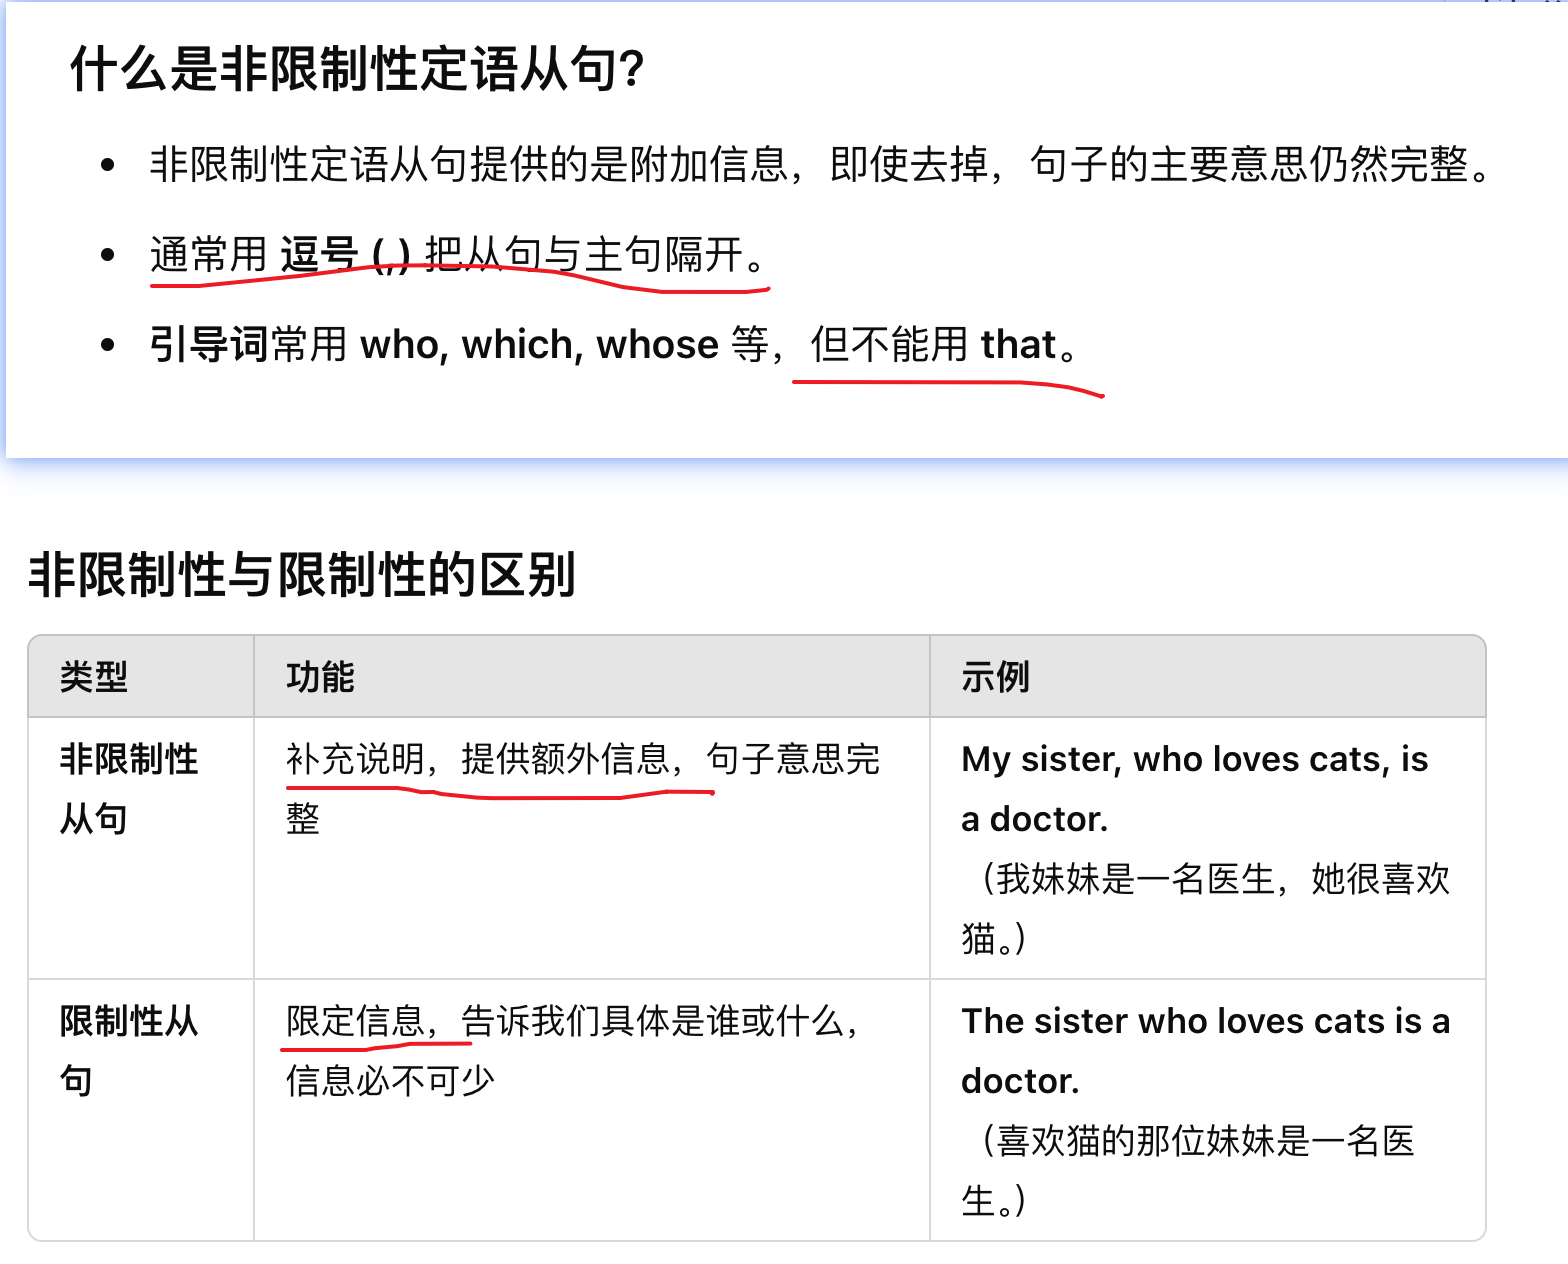 什么是非限制性定语从句?
• 非限制性定语从句提供的是附加信息，即使去掉，句子的主要意思仍然完整。
• 通常用 逗号 (,) 把从句与主句隔开。
• 引导词常用 who, which, whose 等，但不能用 that。
非限制性与限制性的区别
类型
功能
示例
非限制性
从句
补充说明，提供额外信息，句子意思完
整
My sister, who loves cats, is
a doctor.
（我妹妹是一名医生，她很喜欢
猫。）
限制性从
句
限定信息，告诉我们具体是谁或什么，
信息必不可少
The sister who loves cats is a
doctor.
（喜欢猫的那位妹妹是一名医
生。）